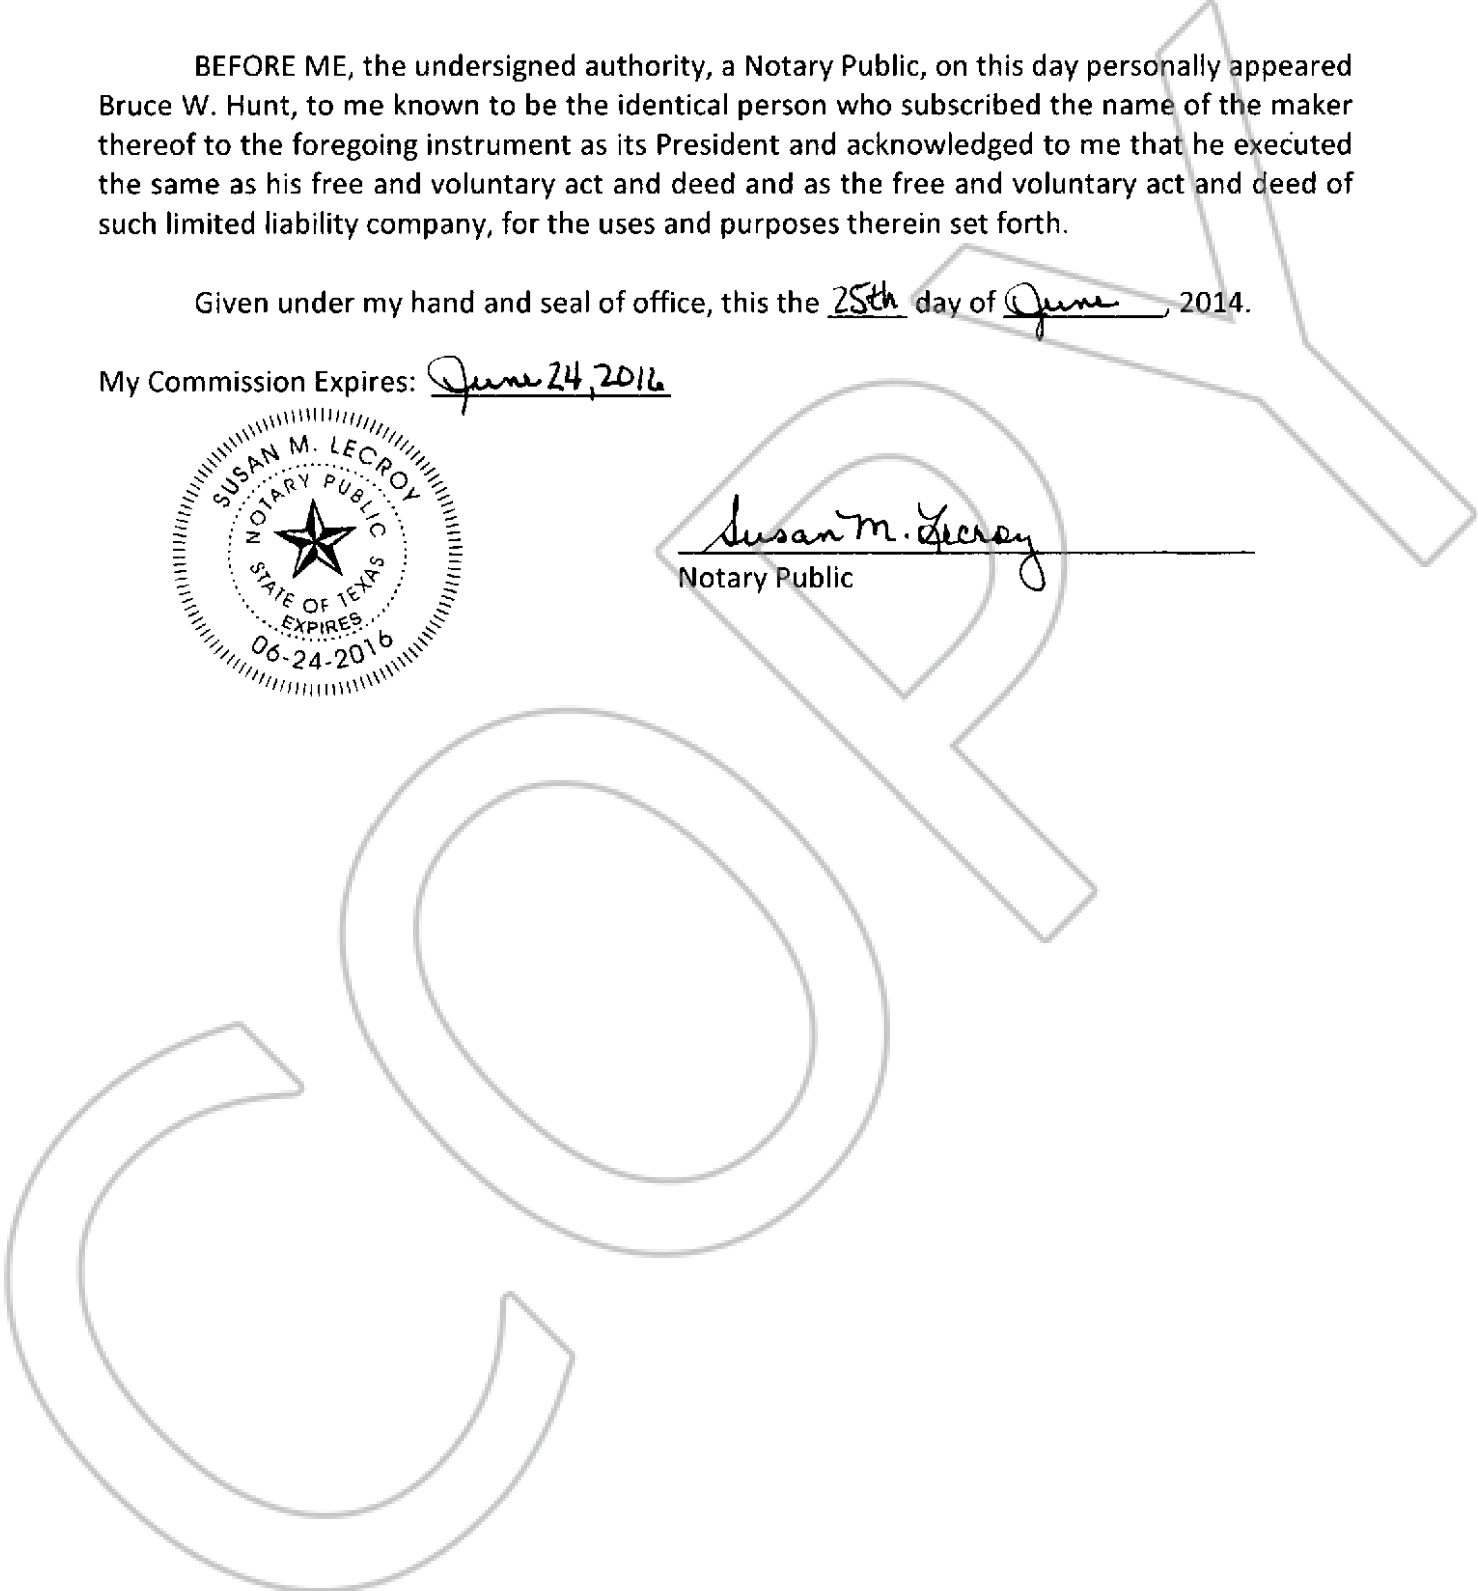 BEFORE ME, the undersigned authority, a Notary Public, on this day personally appeared
Bruce W. Hunt, to me known to be the identical person who subscribed the name of the maker
thereof to the foregoing instrument as its President and acknowledged to me that he executed
the same as his free and voluntary act and deed and as the free and voluntary act and deed of
such limited liability company, for the uses and purposes therein set forth.
Given under my hand and seal of office, this the 25th day of June, 2014.
My Commission Expires: June 24, 2016
SUSAN M. LECROY
NOTARY PUBLIC
STATE OF TEXAS
EXPIRES
06-24-2016
Susan M. Lecroy
Notary Public
COPY